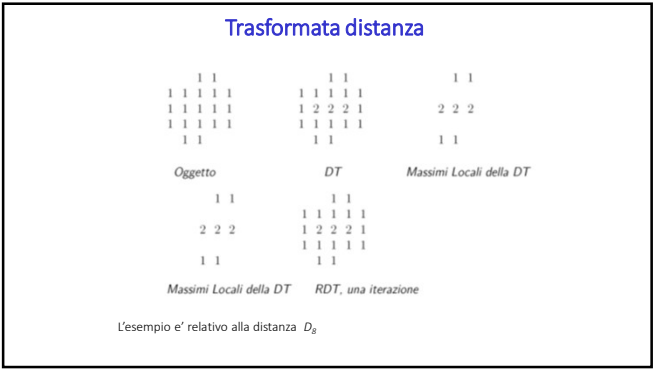 Trasformata distanza
1 1
1 1 1 1 1
1 1 1 1 1
1 1 1 1 1
1 1
Oggetto
1 1
1 1 1 1 1
1 2 2 2 1
1 1 1 1 1
1 1
DT
1 1
2 2 2
1 1
Massimi Locali della DT
1 1
2 2 2
1 1
Massimi Locali della DT
1 1
1 1 1 1 1
1 2 2 2 1
1 1 1 1 1
1 1
RDT, una iterazione
L'esempio e' relativo alla distanza D8